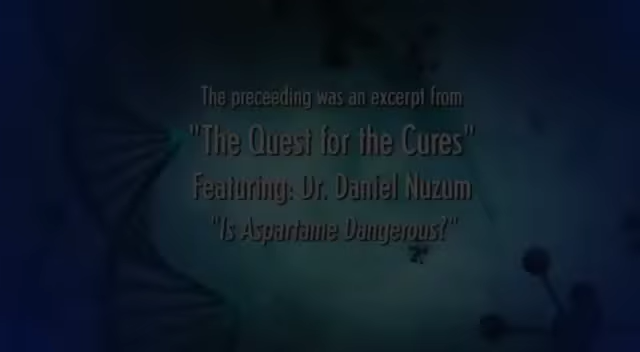 The preceeding was an excerpt from
"The Quest for the Cures"
Featuring: Dr. Daniel Nuzum
"Is Aspartame Dangerous?"